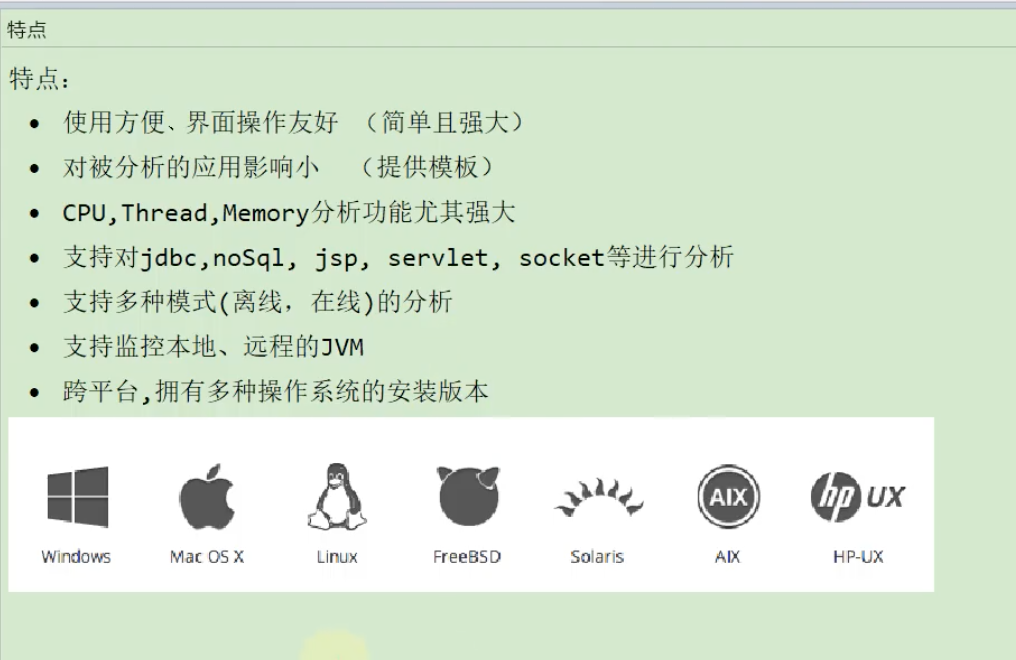 特点
特点：
• 使用方便、界面操作友好 （简单且强大）
• 对被分析的应用影响小 （提供模板）
• CPU,Thread,Memory分析功能尤其强大
• 支持对jdbc,noSql, jsp, servlet, socket等进行分析
• 支持多种模式(离线，在线)的分析
• 支持监控本地、远程的JVM
• 跨平台,拥有多种操作系统的安装版本
AIX hp UX
Windows Mac OS X Linux FreeBSD Solaris AIX HP-UX